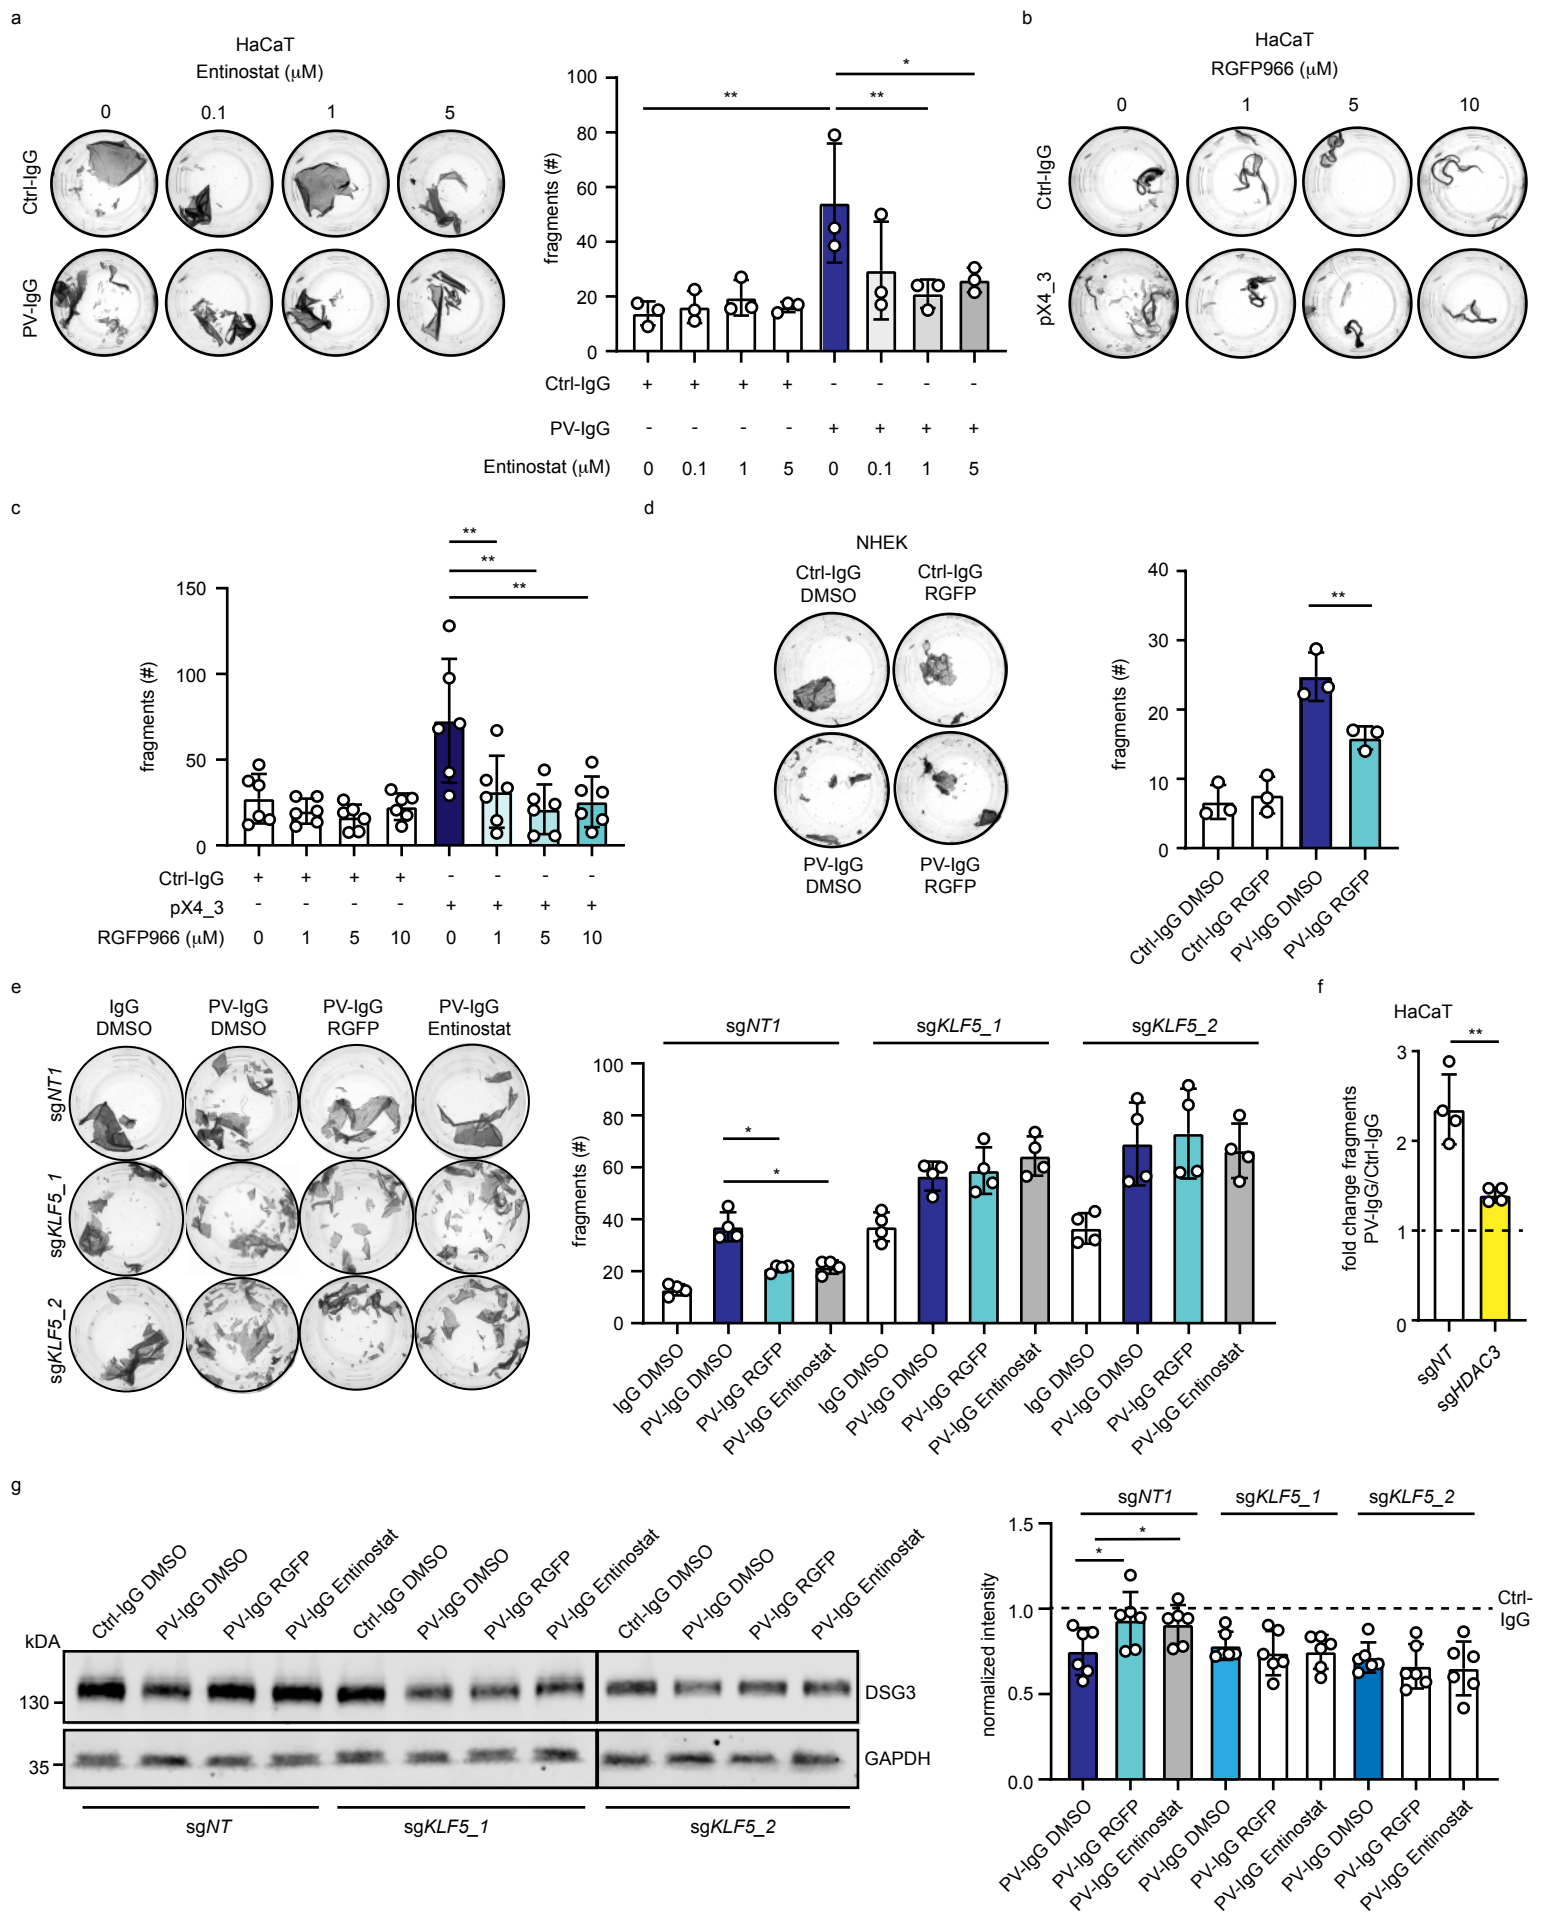 a
HaCaT
Entinostat (µM)
0 0.1 1 5
Ctrl-IgG
PV-IgG
fragments (#)
100
80
60
40
20
0
** ** *
Ctrl-IgG + + + + - - - -
PV-IgG - - - - + + + +
Entinostat (µM) 0 0.1 1 5 0 0.1 1 5
b
HaCaT
RGFP966 (µM)
0 1 5 10
Ctrl-IgG
pX4_3
c
**
**
**
fragments (#)
150
100
50
0
Ctrl-IgG + + + + - - - -
pX4_3 - - - - + + + +
RGFP966 (µM) 0 1 5 10 0 1 5 10
d
NHEK
Ctrl-IgG DMSO
Ctrl-IgG RGFP
PV-IgG DMSO
PV-IgG RGFP
fragments (#)
40
30
20
10
0
**
Ctrl-IgG DMSO
Ctrl-IgG RGFP
PV-IgG DMSO
PV-IgG RGFP
e
IgG DMSO
PV-IgG DMSO
PV-IgG RGFP
PV-IgG Entinostat
sgNT1
sgKLF5_1
sgKLF5_2
sgNT1 sgKLF5_1 sgKLF5_2
fragments (#)
100
80
60
40
20
0
*
*
IgG DMSO
PV-IgG DMSO
PV-IgG RGFP
PV-IgG Entinostat
IgG DMSO
PV-IgG DMSO
PV-IgG RGFP
PV-IgG Entinostat
IgG DMSO
PV-IgG DMSO
PV-IgG RGFP
PV-IgG Entinostat
f
HaCaT
**
fold change fragments
PV-IgG/Ctrl-IgG
3
2
1
0
sgNT
sgHDAC3
g
Ctrl-IgG DMSO
PV-IgG DMSO
PV-IgG RGFP
PV-IgG Entinostat
Ctrl-IgG DMSO
PV-IgG DMSO
PV-IgG RGFP
PV-IgG Entinostat
Ctrl-IgG DMSO
PV-IgG DMSO
PV-IgG RGFP
PV-IgG Entinostat
kDA
130
35
DSG3
GAPDH
sgNT sgKLF5_1 sgKLF5_2
sgNT1 sgKLF5_1 sgKLF5_2
*
*
normalized intensity
1.5
1.0
0.5
0.0
Ctrl-
IgG
PV-IgG DMSO
PV-IgG RGFP
PV-IgG Entinostat
PV-IgG DMSO
PV-IgG RGFP
PV-IgG Entinostat
PV-IgG DMSO
PV-IgG RGFP
PV-IgG Entinostat